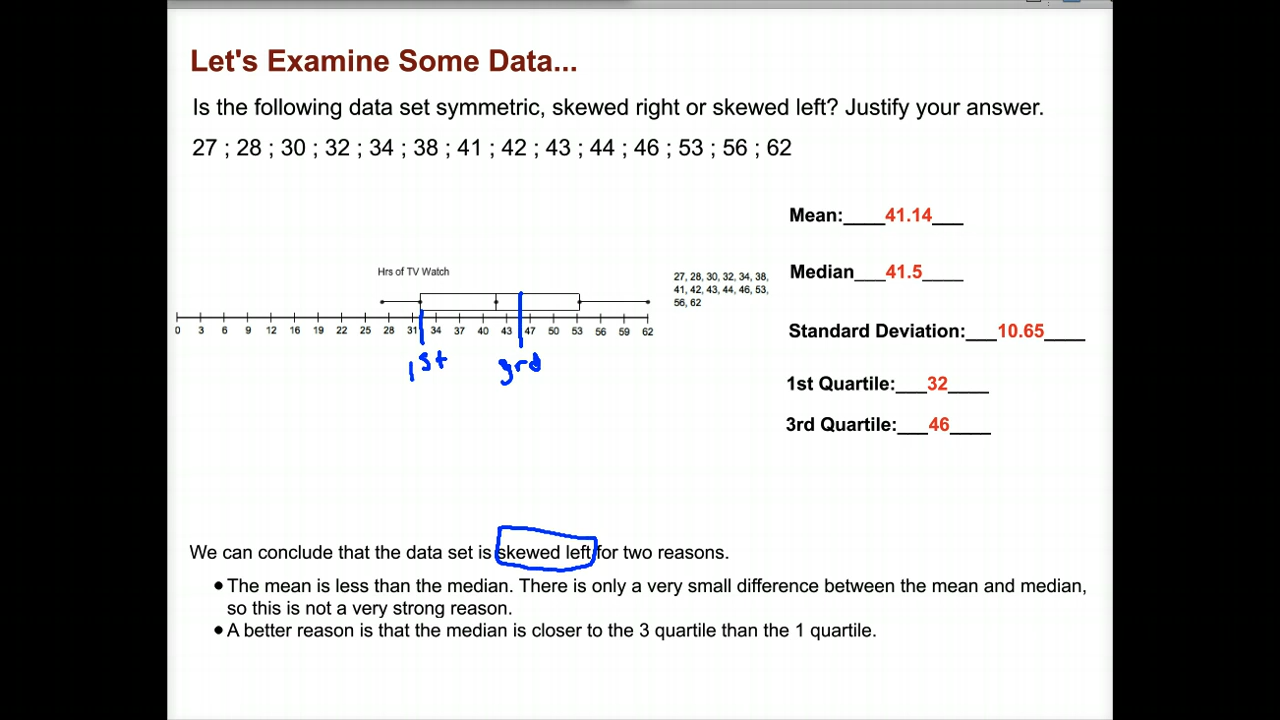 Let's Examine Some Data...
Is the following data set symmetric, skewed right or skewed left? Justify your answer.
27 ; 28 ; 30 ; 32 ; 34 ; 38 ; 41 ; 42 ; 43 ; 44 ; 46 ; 53 ; 56 ; 62
Mean:____41.14___
Hrs of TV Watch
27, 28, 30, 32, 34, 38,
41, 42, 43, 44, 46, 53,
56, 62
Median___41.5____
0 3 6 9 12 16 19 22 25 28 31 34 37 40 43 47 50 53 56 59 62
Standard Deviation:___10.65____
1st 3rd
1st Quartile:___32____
3rd Quartile:___46____
We can conclude that the data set is skewed left for two reasons.
• The mean is less than the median. There is only a very small difference between the mean and median,
so this is not a very strong reason.
• A better reason is that the median is closer to the 3 quartile than the 1 quartile.